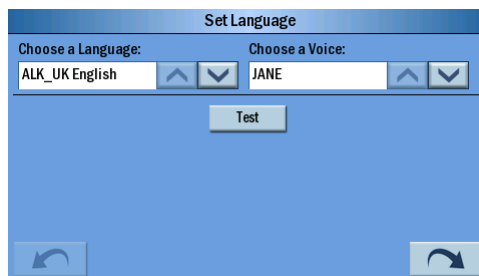 Set Language
Choose a Language: Choose a Voice:
ALK_UK English JANE
Test